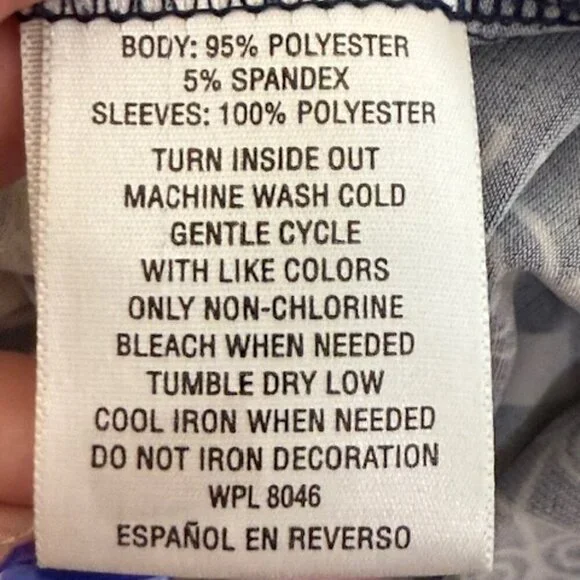 BODY: 95% POLYESTER
5% SPANDEX
SLEEVES: 100% POLYESTER
TURN INSIDE OUT
MACHINE WASH COLD
GENTLE CYCLE
WITH LIKE COLORS
ONLY NON-CHLORINE
BLEACH WHEN NEEDED
TUMBLE DRY LOW
COOL IRON WHEN NEEDED
DO NOT IRON DECORATION
WPL 8046
ESPAÑOL EN REVERSO